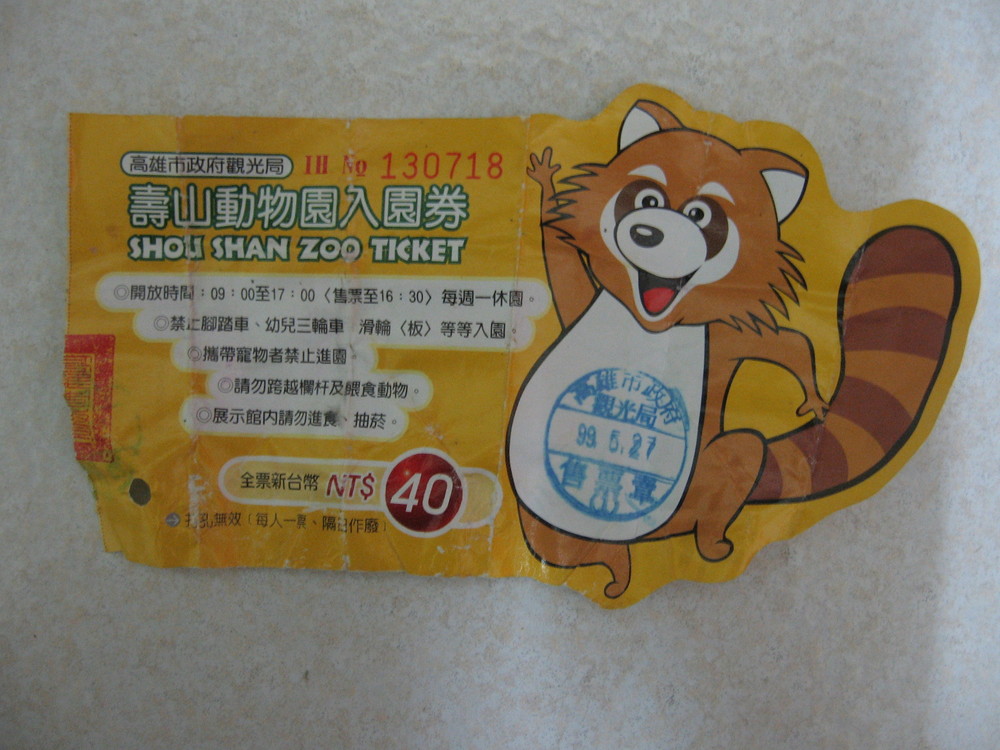 高雄市政府觀光局 1H № 130718
壽山動物園入園券
SHOU SHAN ZOO TICKET
◎開放時間：09：00至17：00〈售票至16：30〉每週一休園。
◎禁止腳踏車、幼兒三輪車、滑輪〈板〉等等入園。
◎攜帶寵物者禁止進園。
◎請勿跨越欄杆及餵食動物。
◎展示館內請勿進食、抽菸。
全票新台幣 NT$ 40
打孔無效（每人一票、隔日作廢）
高雄市政府
觀光局
99.5.27
售票章